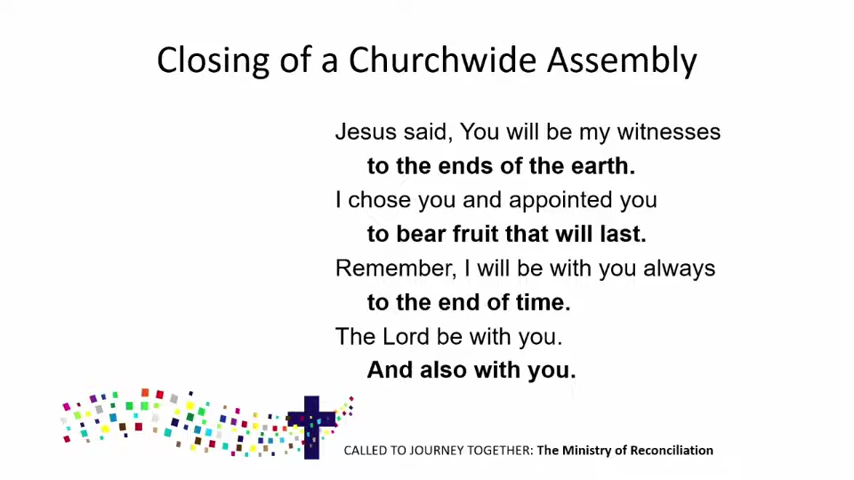 Closing of a Churchwide Assembly
Jesus said, You will be my witnesses
to the ends of the earth.
I chose you and appointed you
to bear fruit that will last.
Remember, I will be with you always
to the end of time.
The Lord be with you.
And also with you.
CALLED TO JOURNEY TOGETHER: The Ministry of Reconciliation